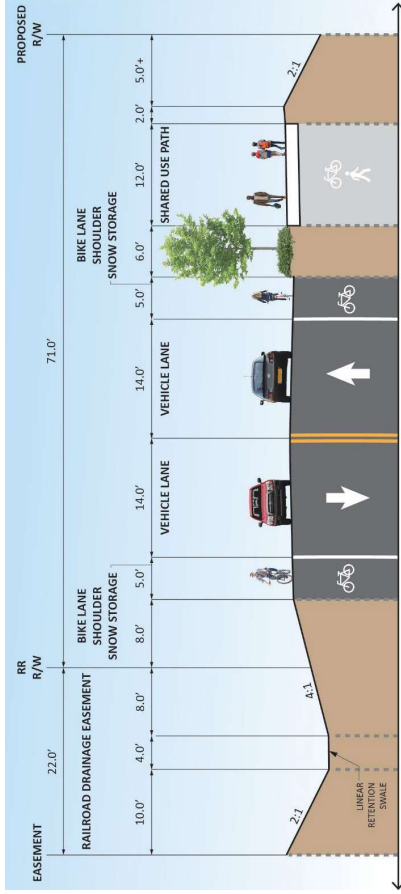 EASEMENT
RR
R/W
PROPOSED
R/W
22.0'
71.0'
RAILROAD DRAINAGE EASEMENT
BIKE LANE
SHOULDER
SNOW STORAGE
BIKE LANE
SHOULDER
SNOW STORAGE
10.0'
4.0'
8.0'
8.0'
5.0'
14.0'
14.0'
5.0'
6.0'
12.0'
2.0'
5.0'+
VEHICLE LANE
VEHICLE LANE
SHARED USE PATH
2:1
4:1
2:1
LINEAR
RETENTION
SWALE